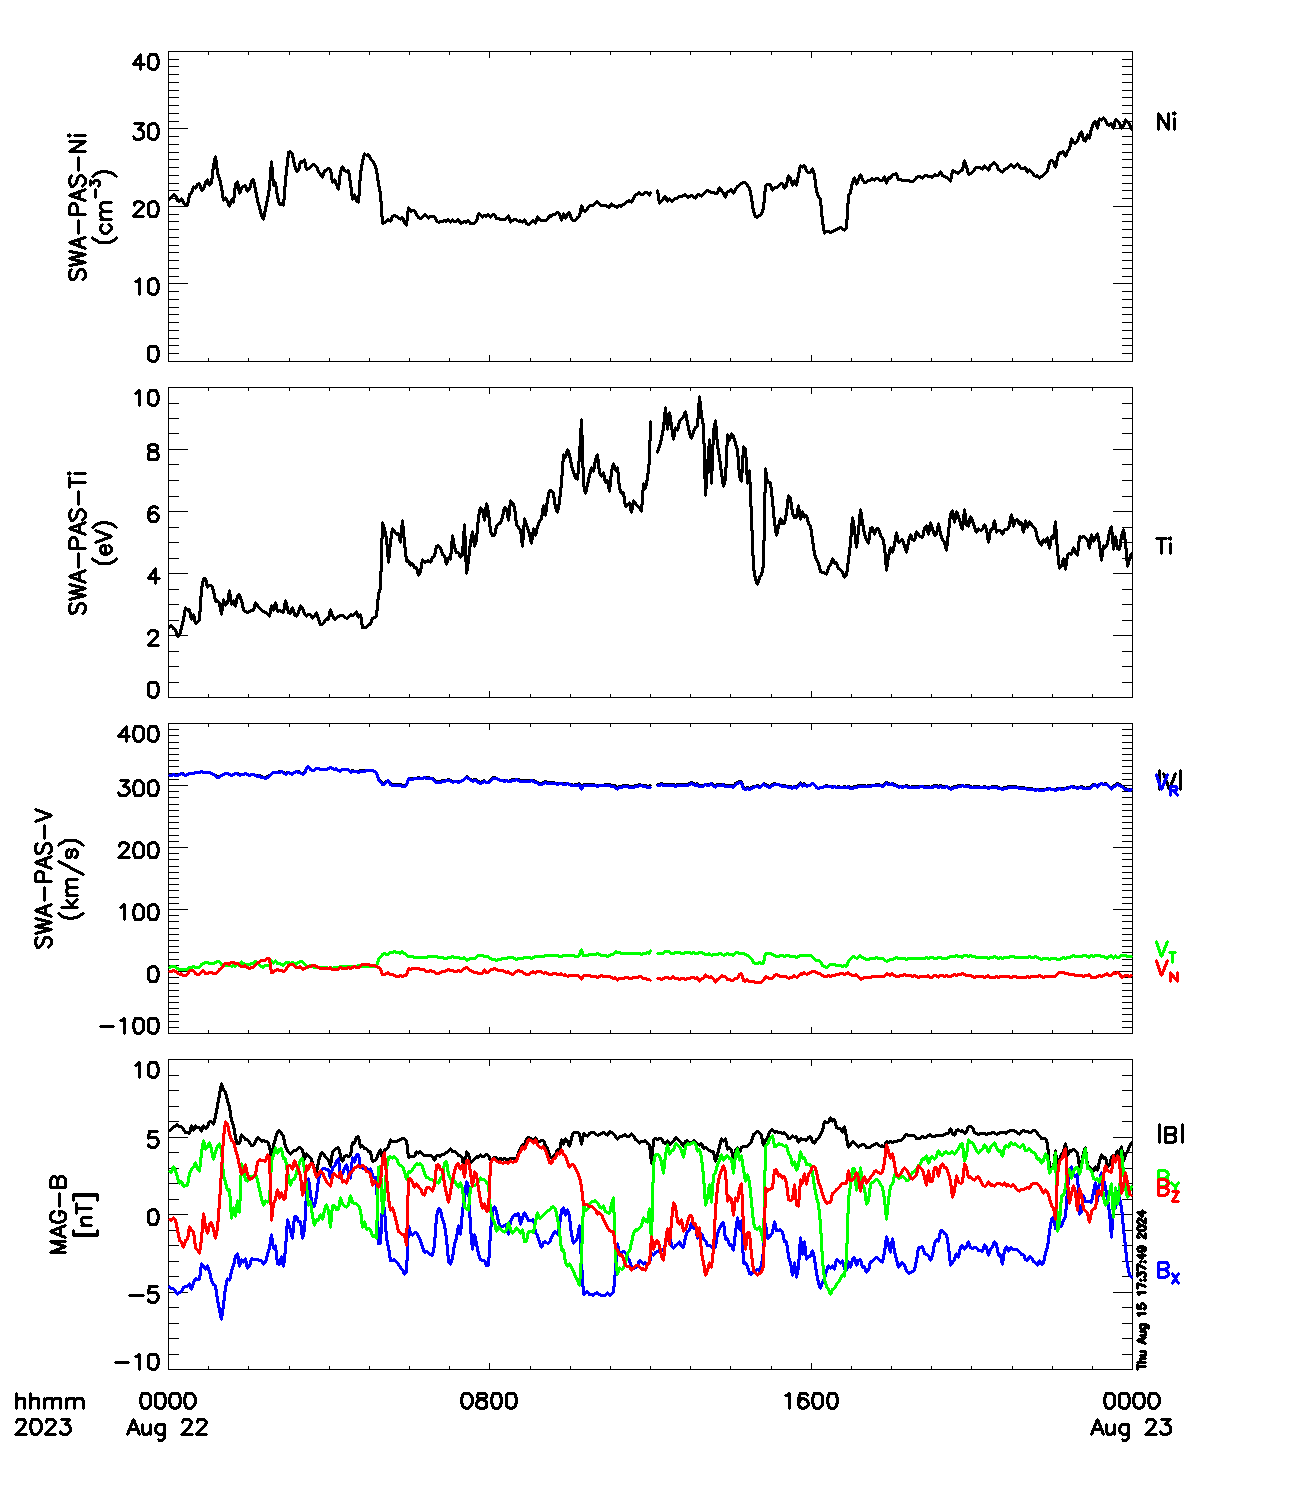 40
30
20
10
0
SWA-PAS-Ni
(cm⁻³)
Ni
10
8
6
4
2
0
SWA-PAS-Ti
(eV)
Ti
400
300
200
100
0
-100
SWA-PAS-V
(km/s)
|V|
V_R
V_T
V_N
10
5
0
-5
-10
MAG-B
[nT]
|B|
B_Y
B_Z
B_X
Thu Aug 15 17:37:49 2024
hhmm 0000 0800 1600 0000
2023 Aug 22 Aug 23